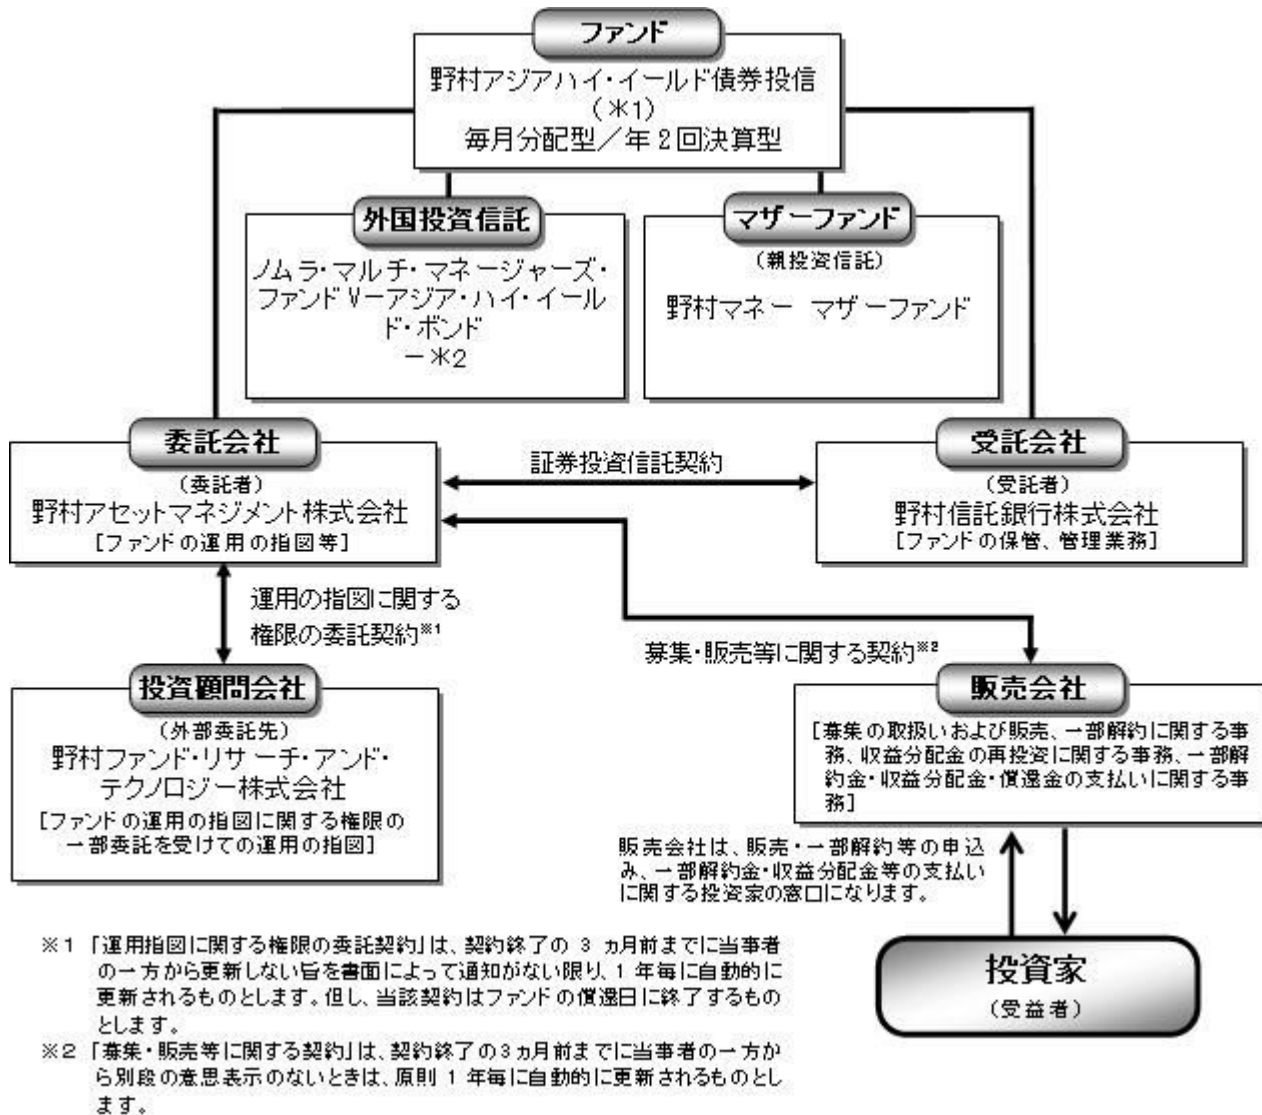 ファンド
野村アジアハイ・イールド債券投信
(＊1)
毎月分配型／年2回決算型
外国投資信託
ノムラ・マルチ・マネージャーズ・
ファンドⅤ－アジア・ハイ・イール
ド・ボンド
－＊2
マザーファンド
(親投資信託)
野村マネー マザーファンド
委託会社
(委託者)
野村アセットマネジメント株式会社
[ファンドの運用の指図等]
証券投資信託契約
受託会社
(受託者)
野村信託銀行株式会社
[ファンドの保管、管理業務]
運用の指図に関する
権限の委託契約※1
募集・販売等に関する契約※2
投資顧問会社
(外部委託先)
野村ファンド・リサーチ・アンド・
テクノロジー株式会社
[ファンドの運用の指図に関する権限の
一部委託を受けての運用の指図]
販売会社
[募集の取扱いおよび販売、一部解約に関する事
務、収益分配金の再投資に関する事務、一部解
約金・収益分配金・償還金の支払いに関する事
務]
販売会社は、販売・一部解約等の申込
み、一部解約金・収益分配金等の支払い
に関する投資家の窓口になります。
投資家
(受益者)
※1 「運用指図に関する権限の委託契約」は、契約終了の 3 ヵ月前までに当事者
の一方から更新しない旨を書面によって通知がない限り、1 年毎に自動的に
更新されるものとします。但し、当該契約はファンドの償還日に終了するもの
とします。
※2 「募集・販売等に関する契約」は、契約終了の3ヵ月前までに当事者の一方か
ら別段の意思表示のないときは、原則 1 年毎に自動的に更新されるものとし
ます。